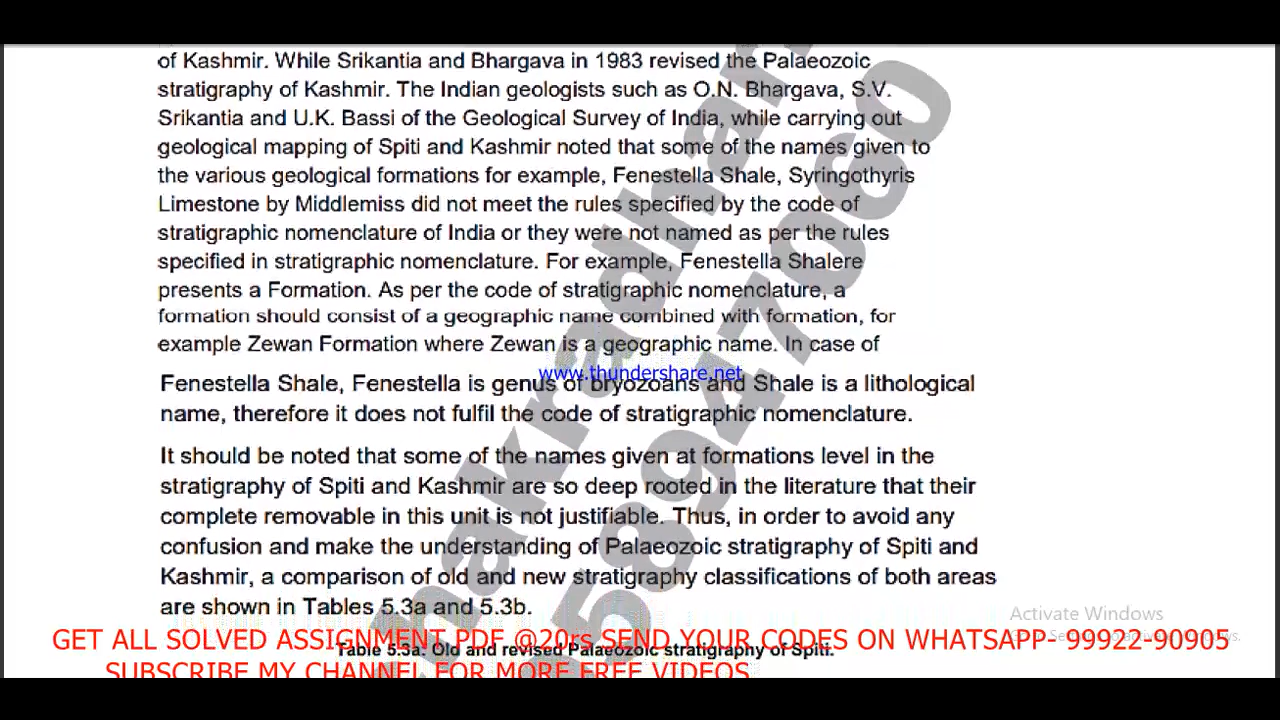 of Kashmir. While Srikantia and Bhargava in 1983 revised the Palaeozoic
stratigraphy of Kashmir. The Indian geologists such as O.N. Bhargava, S.V.
Srikantia and U.K. Bassi of the Geological Survey of India, while carrying out
geological mapping of Spiti and Kashmir noted that some of the names given to
the various geological formations for example, Fenestella Shale, Syringothyris
Limestone by Middlemiss did not meet the rules specified by the code of
stratigraphic nomenclature of India or they were not named as per the rules
specified in stratigraphic nomenclature. For example, Fenestella Shalere
presents a Formation. As per the code of stratigraphic nomenclature, a
formation should consist of a geographic name combined with formation, for
example Zewan Formation where Zewan is a geographic name. In case of
www.thundershare.net
Fenestella Shale, Fenestella is genus of bryozoans and Shale is a lithological
name, therefore it does not fulfil the code of stratigraphic nomenclature.
It should be noted that some of the names given at formations level in the
stratigraphy of Spiti and Kashmir are so deep rooted in the literature that their
complete removable in this unit is not justifiable. Thus, in order to avoid any
confusion and make the understanding of Palaeozoic stratigraphy of Spiti and
Kashmir, a comparison of old and new stratigraphy classifications of both areas
are shown in Tables 5.3a and 5.3b.
Activate Windows
GET ALL SOLVED ASSIGNMENT PDF @20rs SEND YOUR CODES ON WHATSAPP- 99922-90905
Table 5.3a: Old and revised Palaeozoic stratigraphy of Spiti.
SUBSCRIBE MY CHANNEL FOR MORE FREE VIDEOS